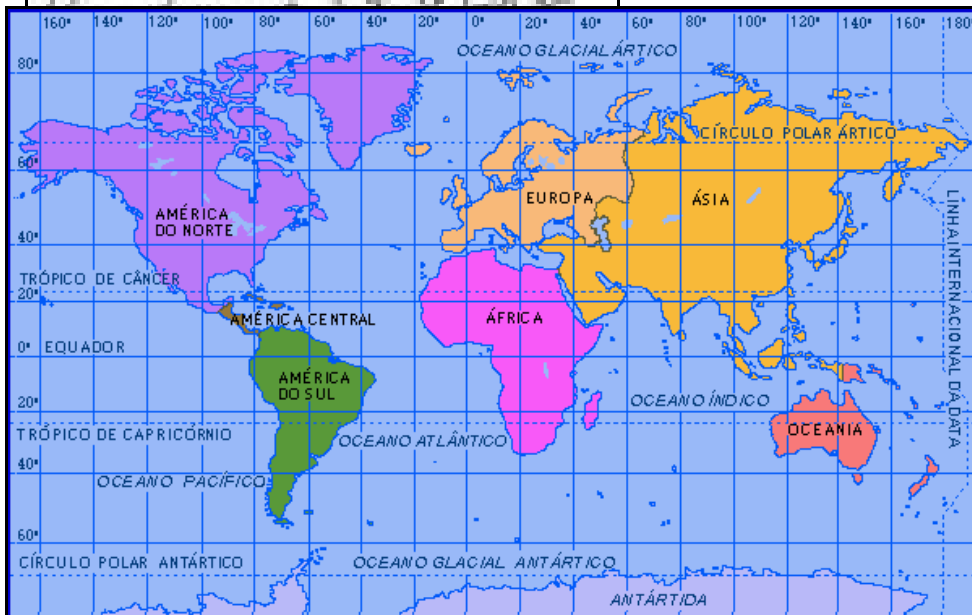 160° 140° 120° 100° 80° 60° 40° 20° 0° 20° 40° 60° 80° 100° 120° 140° 160° 180°
OCEANO GLACIAL ÁRTICO
80°
CÍRCULO POLAR ÁRTICO
60°
EUROPA
ÁSIA
AMÉRICA
DO NORTE
40°
LINHA INTERNACIONAL DÁ DATA
TRÓPICO DE CÂNCER
20°
AMÉRICA CENTRAL
ÁFRICA
0° EQUADOR
AMÉRICA
DO SUL
OCEANO ÍNDICO
20°
TRÓPICO DE CAPRICÓRNIO
OCEANO ATLÂNTICO
OCEANIA
40°
OCEANO PACÍFICO
60°
CÍRCULO POLAR ANTÁRTICO
OCEANO GLACIAL ANTÁRTICO
ANTÁRTIDA